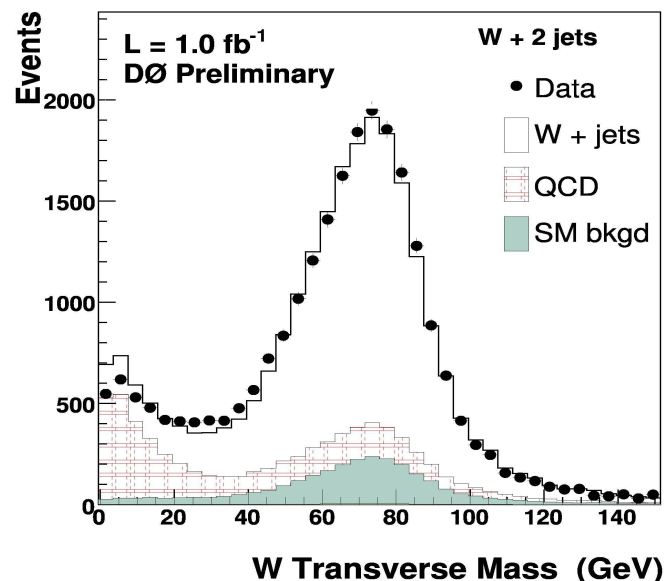 Events
L = 1.0 fb-1
DØ Preliminary
W + 2 jets
Data
W + jets
QCD
SM bkgd
2000
1500
1000
500
0
0 20 40 60 80 100 120 140
W Transverse Mass (GeV)